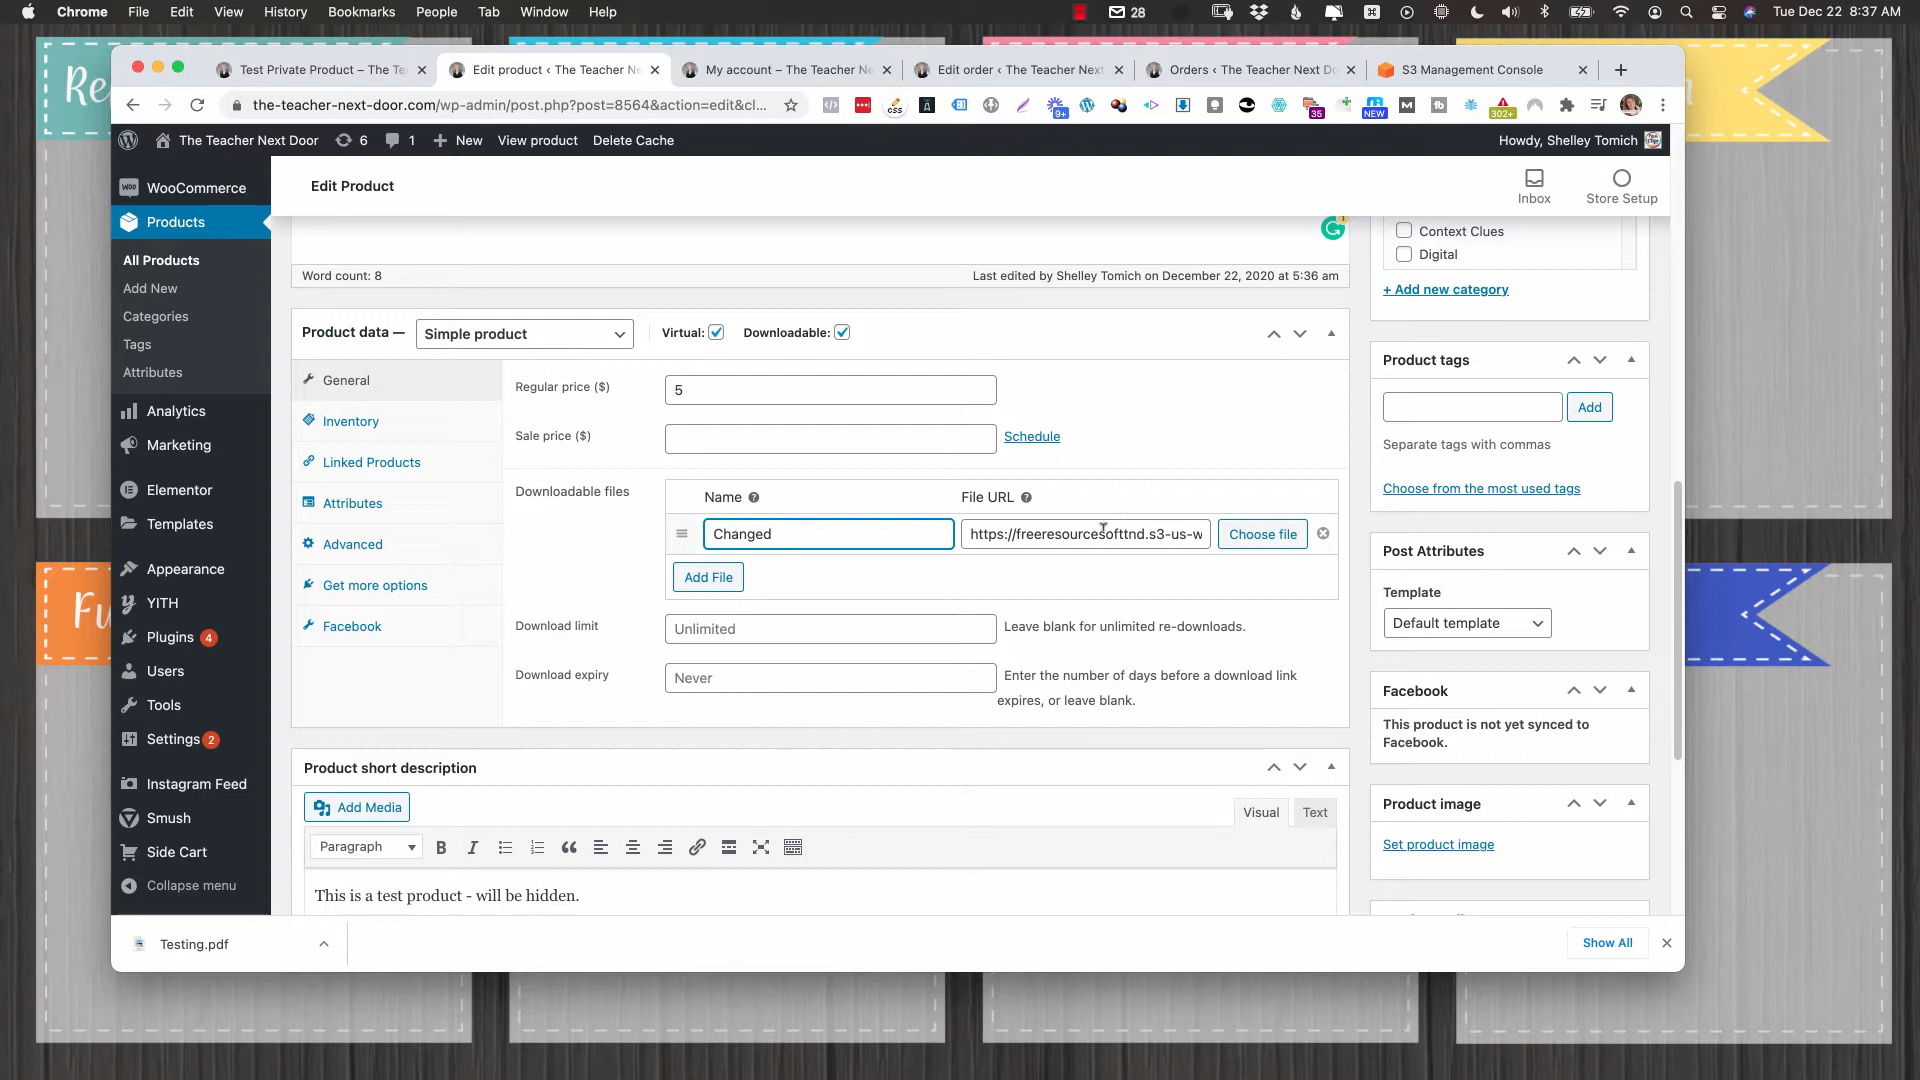 Chrome File Edit View History Bookmarks People Tab Window Help 28 Tue Dec 22 8:37 AM
Test Private Product – The Te Edit product ‹ The Teacher Ne My account – The Teacher Ne Edit order ‹ The Teacher Next Orders ‹ The Teacher Next Do S3 Management Console
the-teacher-next-door.com/wp-admin/post.php?post=8564&action=edit&cl... css 9+ 35 NEW 302+
The Teacher Next Door 6 1 New View product Delete Cache Howdy, Shelley Tomich
WooCommerce
Products
All Products
Add New
Categories
Tags
Attributes
Analytics
Marketing
Elementor
Templates
Appearance
YITH
Plugins 4
Users
Tools
Settings 2
Instagram Feed
Smush
Side Cart
Collapse menu
Edit Product
Inbox
Store Setup
Word count: 8 Last edited by Shelley Tomich on December 22, 2020 at 5:36 am
Product data — Simple product Virtual: Downloadable:
General
Inventory
Linked Products
Attributes
Advanced
Get more options
Facebook
Regular price ($) 5
Sale price ($) Schedule
Downloadable files Name File URL
Changed https://freeresourcesofttnd.s3-us-w Choose file
Add File
Download limit Unlimited Leave blank for unlimited re-downloads.
Download expiry Never Enter the number of days before a download link
expires, or leave blank.
Product short description
Add Media
Visual Text
Paragraph
This is a test product - will be hidden.
Context Clues
Digital
+ Add new category
Product tags
Add
Separate tags with commas
Choose from the most used tags
Post Attributes
Template
Default template
Facebook
This product is not yet synced to
Facebook.
Product image
Set product image
Testing.pdf
Show All